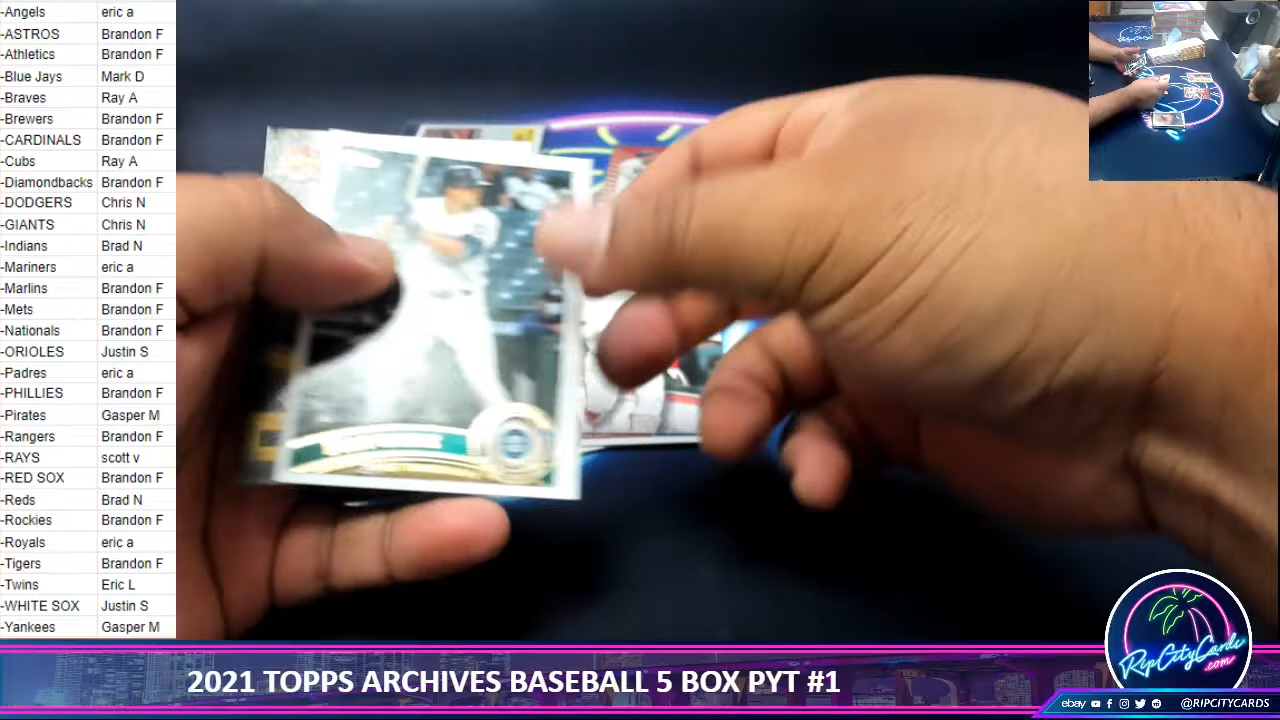 -Angels eric a
-ASTROS Brandon F
-Athletics Brandon F
-Blue Jays Mark D
-Braves Ray A
-Brewers Brandon F
-CARDINALS Brandon F
-Cubs Ray A
-Diamondbacks Brandon F
-DODGERS Chris N
-GIANTS Chris N
-Indians Brad N
-Mariners eric a
-Marlins Brandon F
-Mets Brandon F
-Nationals Brandon F
-ORIOLES Justin S
-Padres eric a
-PHILLIES Brandon F
-Pirates Gasper M
-Rangers Brandon F
-RAYS scott v
-RED SOX Brandon F
-Reds Brad N
-Rockies Brandon F
-Royals eric a
-Tigers Brandon F
-Twins Eric L
-WHITE SOX Justin S
-Yankees Gasper M
2021 TOPPS ARCHIVES BASEBALL 5 BOX PYT #1
RipCityCards
.com
ebay @RIPCITYCARDS